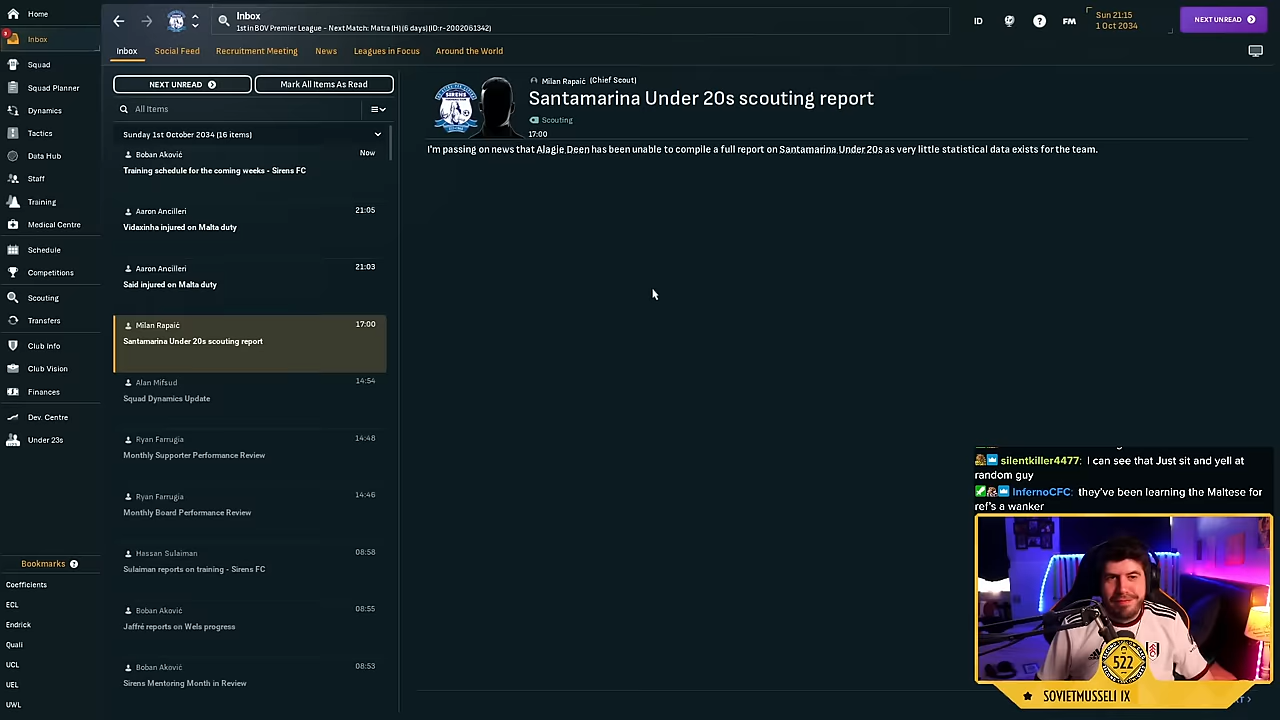 Home
Inbox
Squad
Squad Planner
Dynamics
Tactics
Data Hub
Staff
Training
Medical Centre
Schedule
Competitions
Scouting
Transfers
Club Info
Club Vision
Finances
Dev. Centre
Under 23s
Bookmarks
Coefficients
ECL
Endrick
Quali
UCL
UEL
UWL
Inbox
1st in BOV Premier League - Next Match: Matra (H) (6 days) (ID:r-2002061342)
ID
FM
Sun 21:15
1 Oct 2034
NEXT UNREAD
Inbox
Social Feed
Recruitment Meeting
News
Leagues in Focus
Around the World
NEXT UNREAD
Mark All Items As Read
All Items
Sunday 1st October 2034 (16 items)
Boban Aković Now
Training schedule for the coming weeks - Sirens FC
Aaron Ancilleri 21:05
Vidaxinha injured on Malta duty
Aaron Ancilleri 21:03
Said injured on Malta duty
Milan Rapaić 17:00
Santamarina Under 20s scouting report
Alan Mifsud 14:54
Squad Dynamics Update
Ryan Farrugia 14:48
Monthly Supporter Performance Review
Ryan Farrugia 14:46
Monthly Board Performance Review
Hassan Sulaiman 08:58
Sulaiman reports on training - Sirens FC
Boban Aković 08:55
Jaffré reports on Wels progress
Boban Aković 08:53
Sirens Mentoring Month in Review
SIRENS
Milan Rapaić (Chief Scout)
Santamarina Under 20s scouting report
Scouting
17:00
I'm passing on news that Alagie Deen has been unable to compile a full report on Santamarina Under 20s as very little statistical data exists for the team.
silentkiller4477: I can see that Just sit and yell at
random guy
InfernoCFC: they've been learning the Maltese for
ref's a wanker
522
SOVIETMUSSELI IX